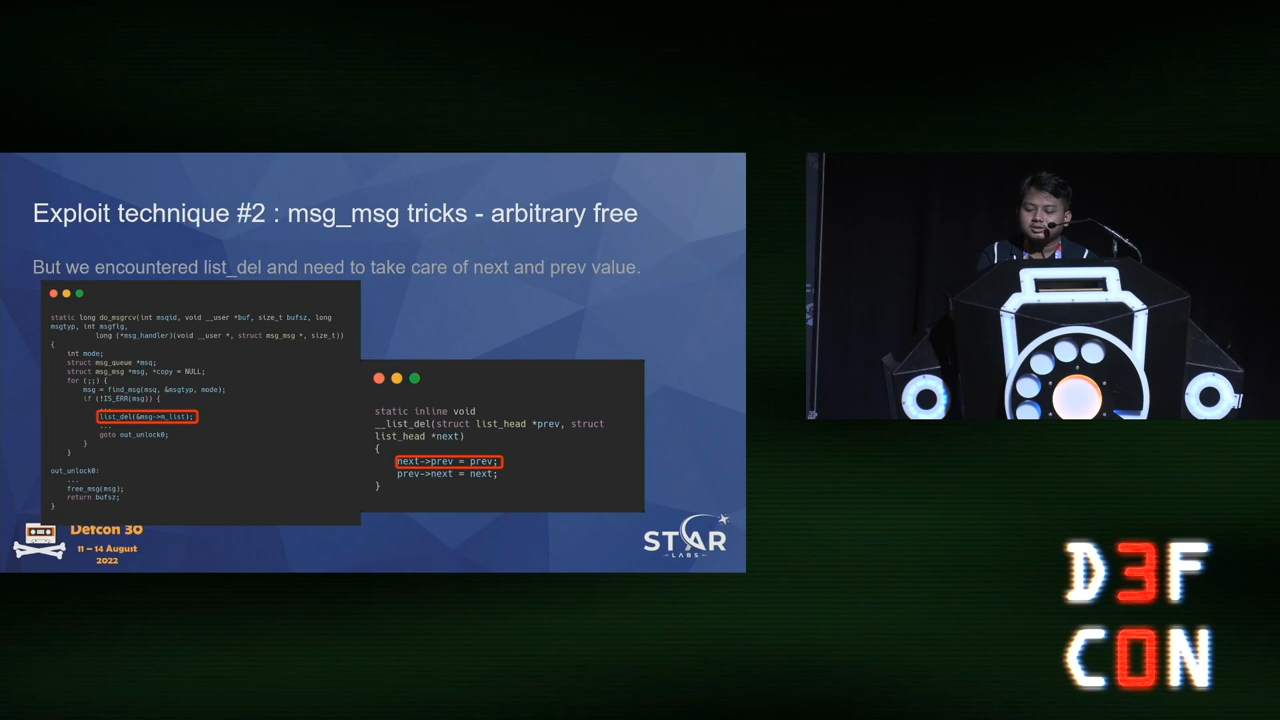 Exploit technique #2 : msg_msg tricks - arbitrary free
But we encountered list_del and need to take care of next and prev value.
static long do_msgrcv(int msqid, void __user *buf, size_t bufsz, long
msgtyp, int msgflg,
long (*msg_handler)(void __user *, struct msg_msg *, size_t))
{
int mode;
struct msg_queue *msq;
struct msg_msg *msg, *copy = NULL;
for (;;) {
msg = find_msg(msq, &msgtyp, mode);
if (!IS_ERR(msg)) {
...
list_del(&msg->m_list);
...
goto out_unlock0;
}
}
out_unlock0:
...
free_msg(msg);
return bufsz;
}
static inline void
__list_del(struct list_head *prev, struct
list_head *next)
{
next->prev = prev;
prev->next = next;
}
Defcon 30
11 – 14 August
2022
STAR
LABS
D3F
C0N